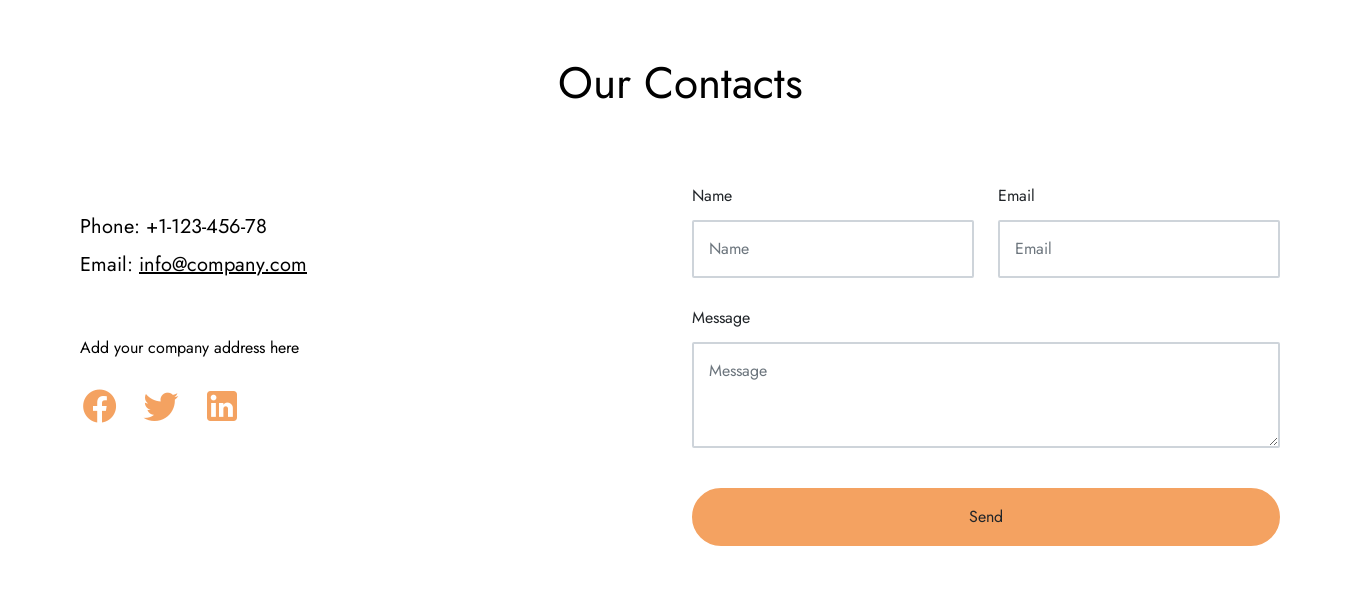 Our Contacts
Phone: +1-123-456-78
Email: info@company.com
Add your company address here
Name
Email
Name
Email
Message
Message
Send